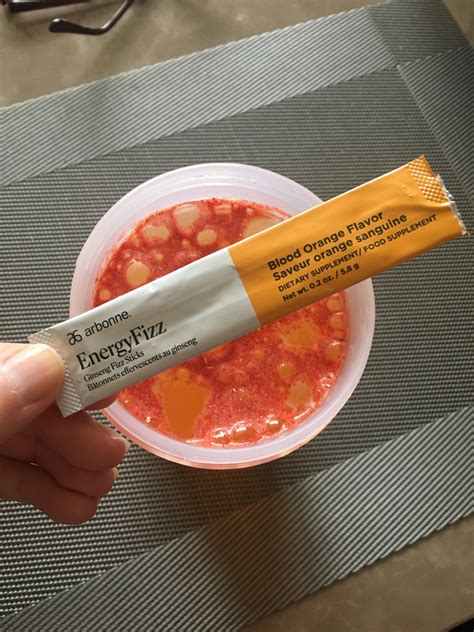 arbonne.
EnergyFizz
Ginseng Fizz Sticks
Bâtonnets effervescents au ginseng
Blood Orange Flavor
Saveur orange sanguine
DIETARY SUPPLEMENT/ FOOD SUPPLEMENT
Net wt. 0.2 oz. / 5.8 g